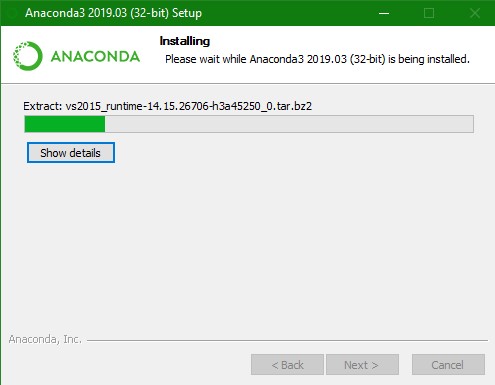 Anaconda3 2019.03 (32-bit) Setup
Installing
Please wait while Anaconda3 2019.03 (32-bit) is being installed.
ANACONDA
Extract: vs2015_runtime-14.15.26706-h3a45250_0.tar.bz2
Show details
Anaconda, Inc.
< Back
Next >
Cancel